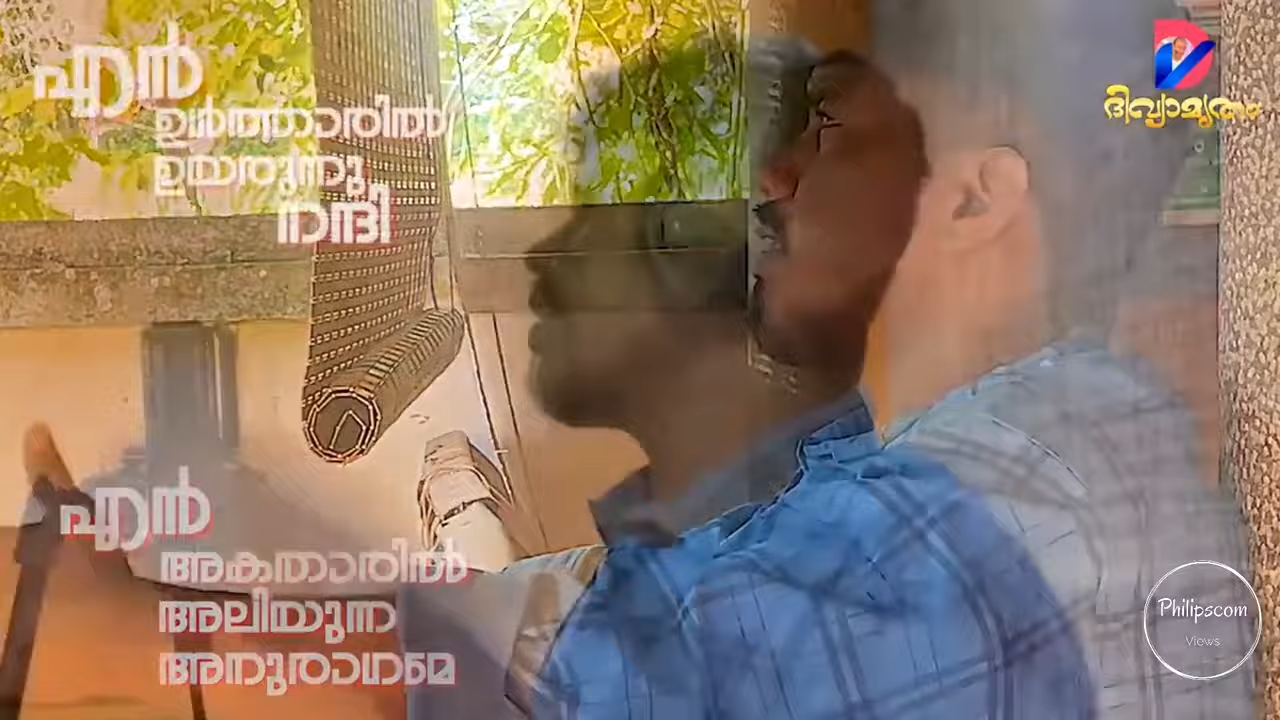 എൻ
ഉൾത്താരിൽ
ഉയരുന്നു
നന്ദി
എൻ
അകതാരിൽ
അലിയുന്ന
അനുരാഗമേ
ദിവ്യാമൃതം
Philipscom
Views